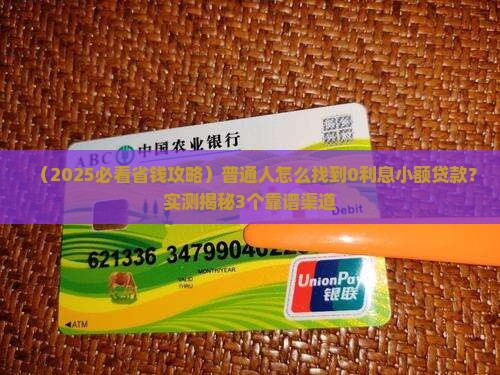 ABC 中国农业银行
（2025必看省钱攻略）普通人怎么找到0利息小额贷款？
实测揭秘3个靠谱渠道
Debit
621336
MONTH/YEAR
VALID
THRU
UnionPay
银联
◀ATM